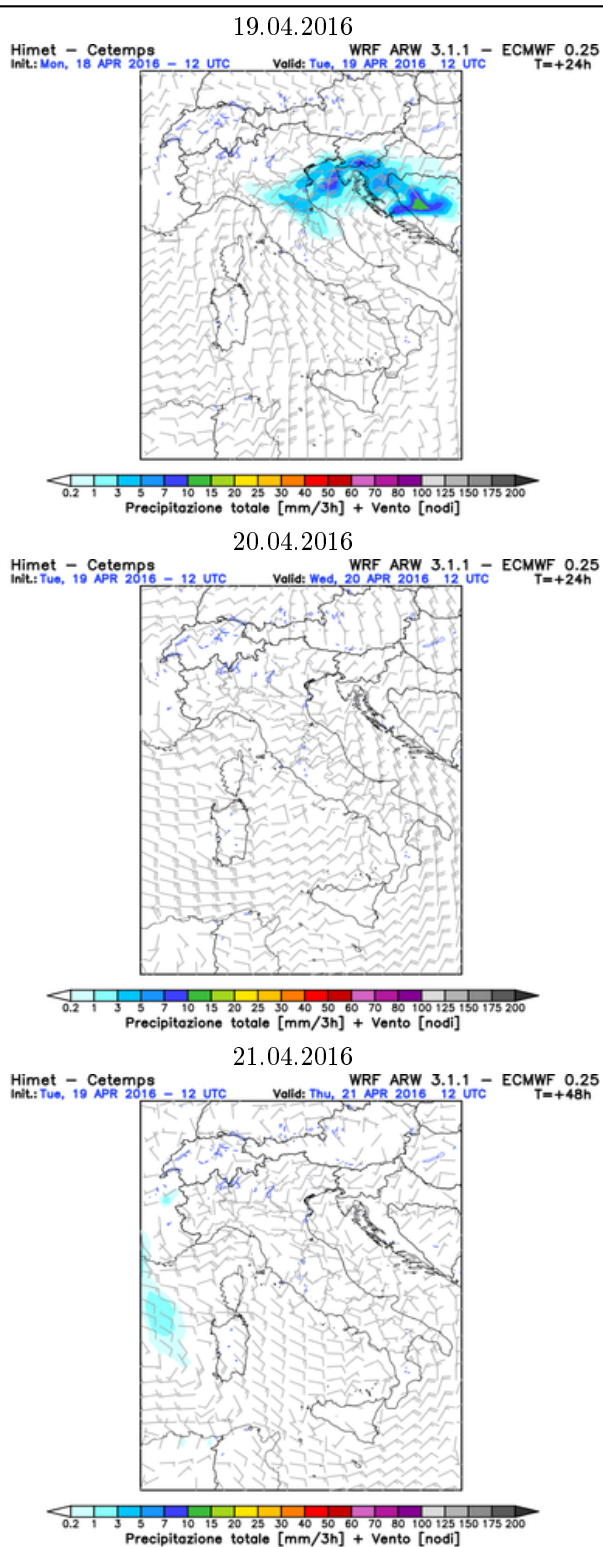 19.04.2016
Himet – Cetemps WRF ARW 3.1.1 – ECMWF 0.25
Init.: Mon, 18 APR 2016 – 12 UTC Valid: Tue, 19 APR 2016 12 UTC T=+24h
0.2 1 3 5 7 10 15 20 25 30 40 50 60 70 80 100 125 150 175 200
Precipitazione totale [mm/3h] + Vento [nodi]
20.04.2016
Himet – Cetemps WRF ARW 3.1.1 – ECMWF 0.25
Init.: Tue, 19 APR 2016 – 12 UTC Valid: Wed, 20 APR 2016 12 UTC T=+24h
0.2 1 3 5 7 10 15 20 25 30 40 50 60 70 80 100 125 150 175 200
Precipitazione totale [mm/3h] + Vento [nodi]
21.04.2016
Himet – Cetemps WRF ARW 3.1.1 – ECMWF 0.25
Init.: Tue, 19 APR 2016 – 12 UTC Valid: Thu, 21 APR 2016 12 UTC T=+48h
0.2 1 3 5 7 10 15 20 25 30 40 50 60 70 80 100 125 150 175 200
Precipitazione totale [mm/3h] + Vento [nodi]